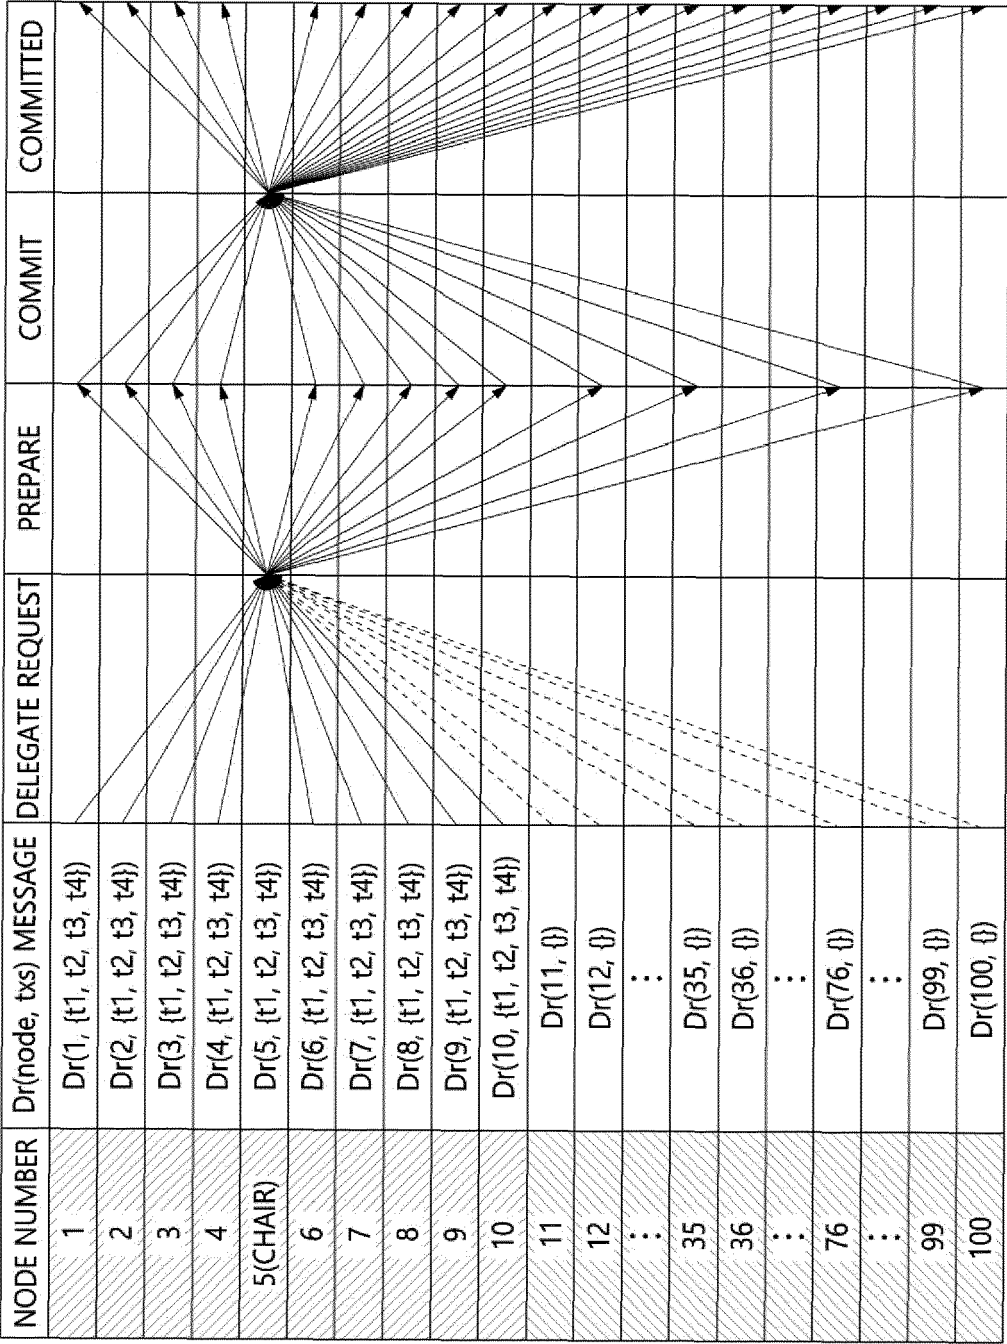 NODE NUMBER Dr(node, txs) MESSAGE DELEGATE REQUEST PREPARE COMMIT COMMITTED
1 Dr(1, {t1, t2, t3, t4})
2 Dr(2, {t1, t2, t3, t4})
3 Dr(3, {t1, t2, t3, t4})
4 Dr(4, {t1, t2, t3, t4})
5(CHAIR) Dr(5, {t1, t2, t3, t4})
6 Dr(6, {t1, t2, t3, t4})
7 Dr(7, {t1, t2, t3, t4})
8 Dr(8, {t1, t2, t3, t4})
9 Dr(9, {t1, t2, t3, t4})
10 Dr(10, {t1, t2, t3, t4})
11 Dr(11, {})
12 Dr(12, {})
⋮ ⋮
35 Dr(35, {})
36 Dr(36, {})
⋮ ⋮
76 Dr(76, {})
⋮ ⋮
99 Dr(99, {})
100 Dr(100, {})